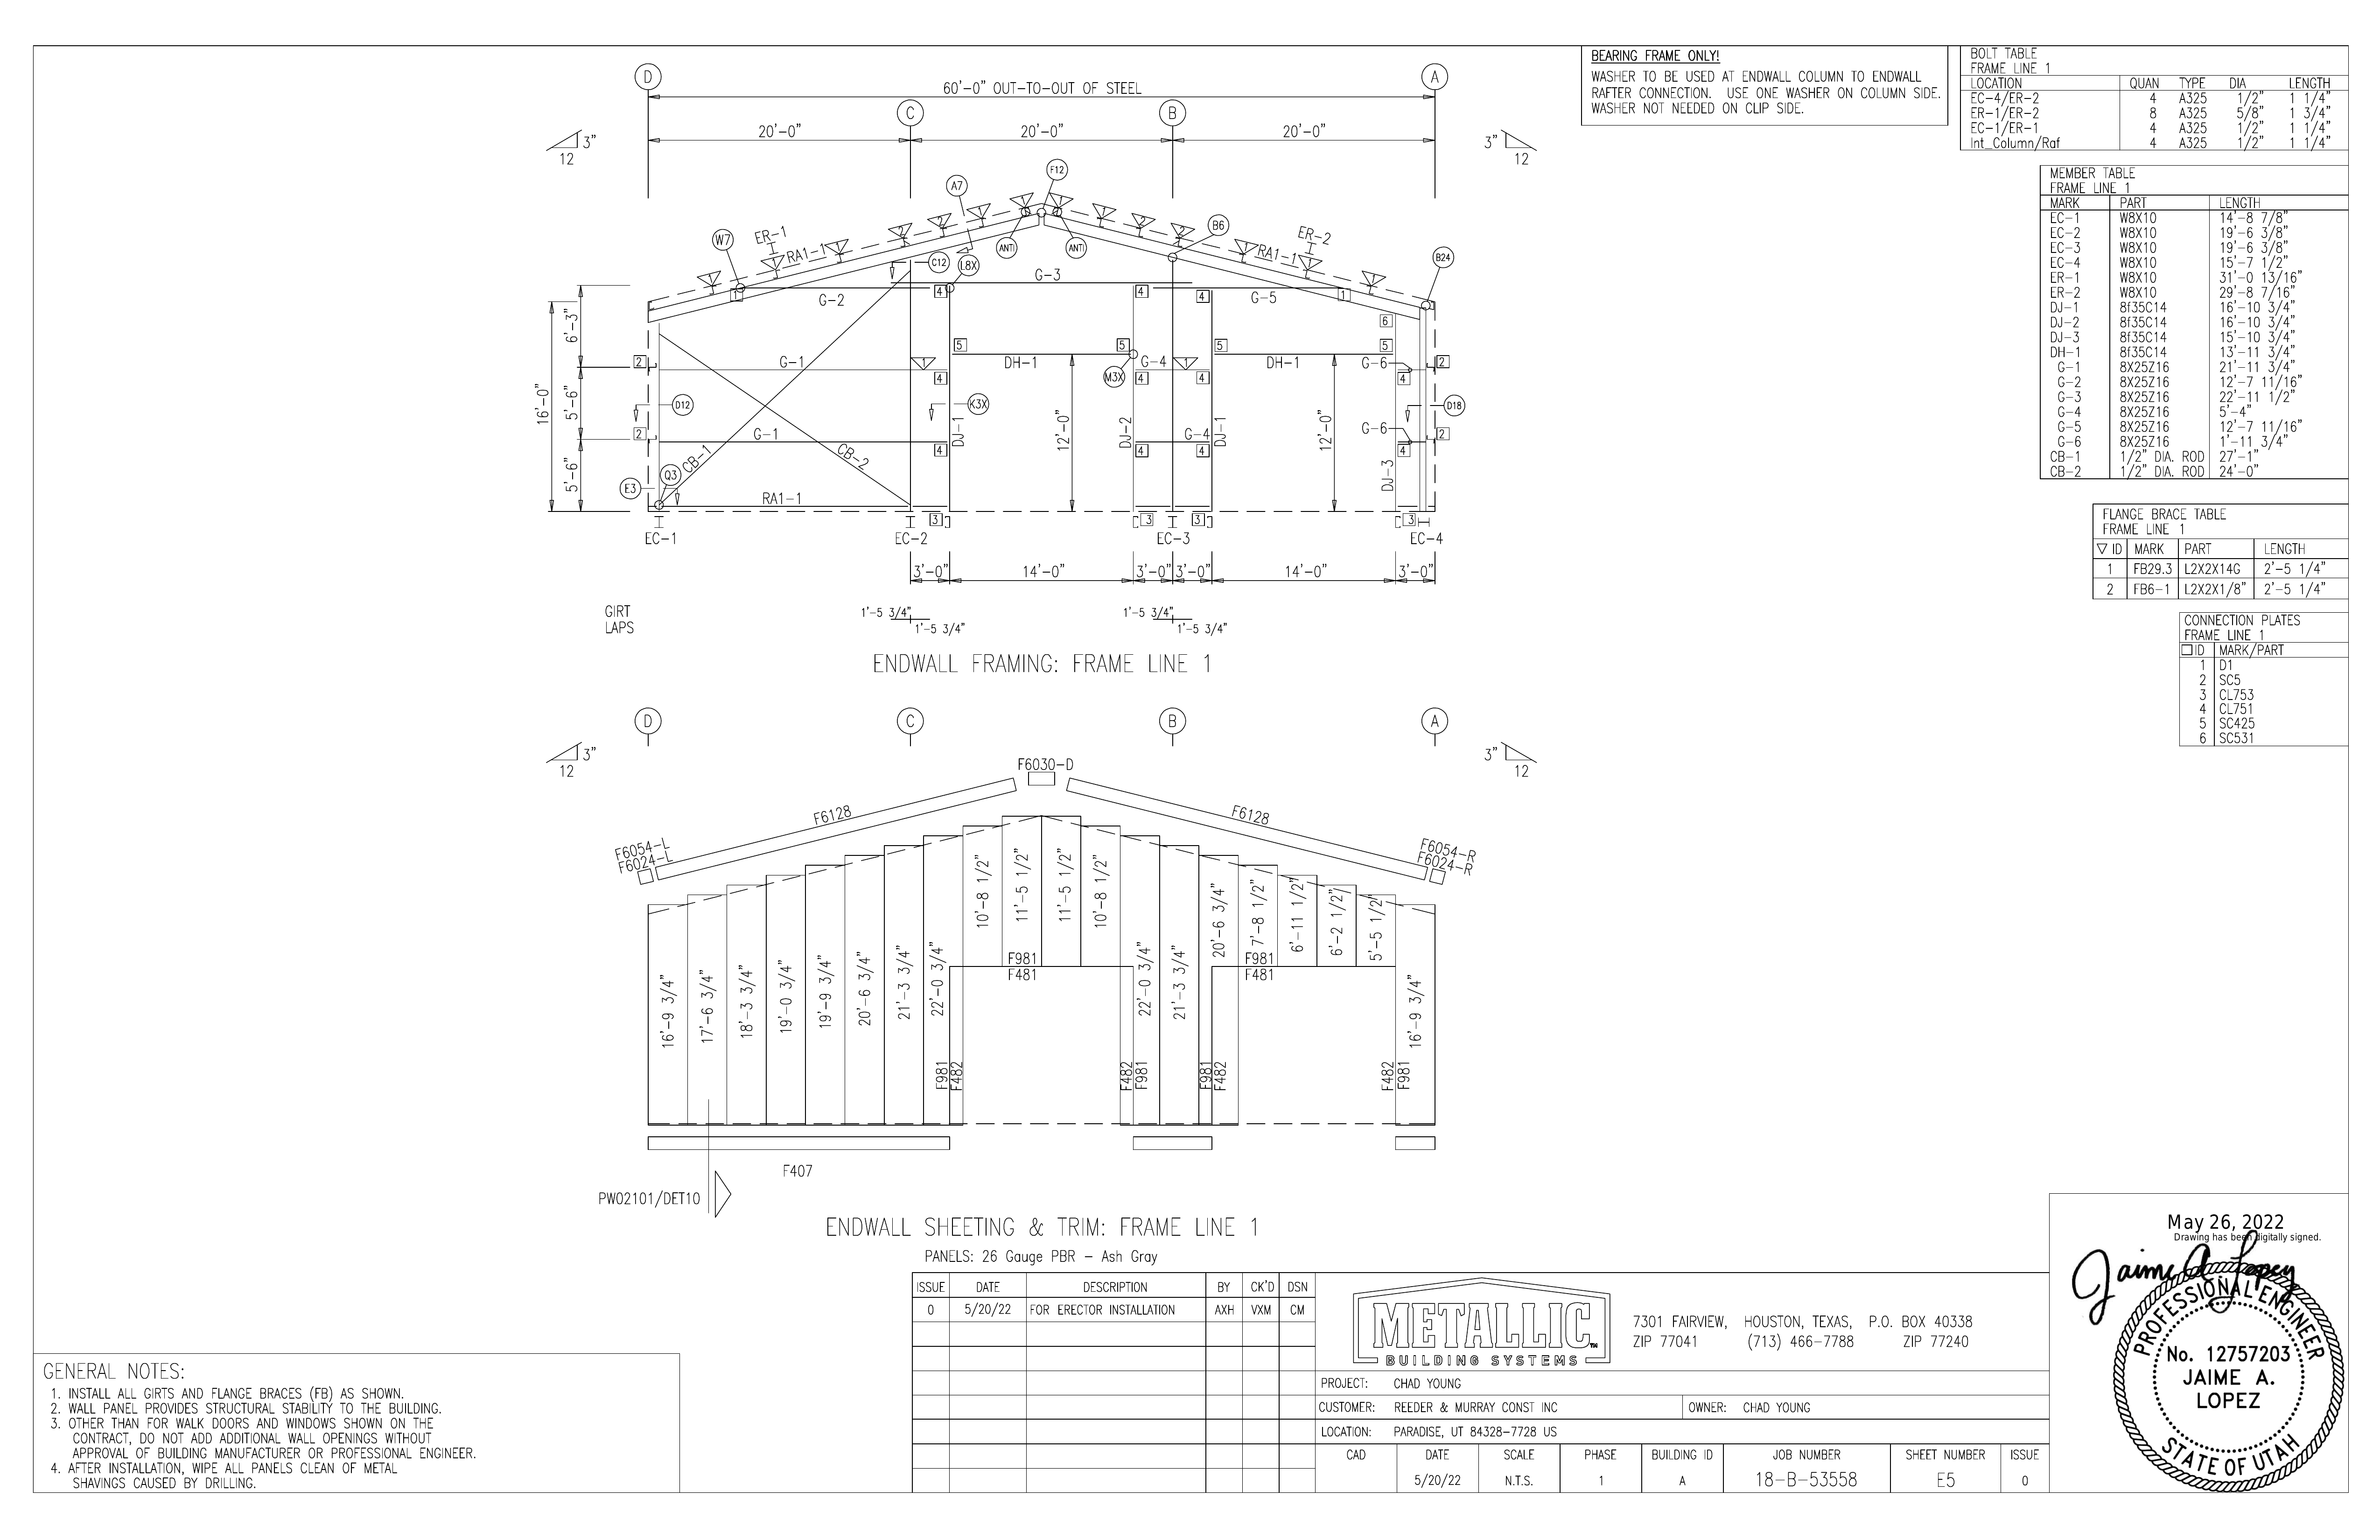 D
A
60'-0" OUT-TO-OUT OF STEEL
C
B
20'-0"
20'-0"
20'-0"
3"
12
3"
12
F12
A7
W7
ER-1
RA1-1
ANTI
ANTI
B6
ER-2
RA1-1
B24
C12
L8X
G-3
1
G-2
4
4
4
G-5
1
6
6'-3"
5
5
5
5
2
G-1
1
DH-1
M3X
G-4
1
DH-1
G-6
2
4
4
4
4
16'-0"
5'-6"
D12
K3X
D18
12'-0"
12'-0"
2
G-1
DJ-1
DJ-2
G-4
DJ-1
G-6
2
4
4
4
4
5'-6"
CB-1
CB-2
DJ-3
E3
Q3
RA1-1
3
3
3
3
EC-1
EC-2
EC-3
EC-4
3'-0"
14'-0"
3'-0"
3'-0"
14'-0"
3'-0"
GIRT
LAPS
1'-5 3/4"
1'-5 3/4"
1'-5 3/4"
1'-5 3/4"
ENDWALL FRAMING: FRAME LINE 1
BEARING FRAME ONLY!
WASHER TO BE USED AT ENDWALL COLUMN TO ENDWALL
RAFTER CONNECTION. USE ONE WASHER ON COLUMN SIDE.
WASHER NOT NEEDED ON CLIP SIDE.
BOLT TABLE
FRAME LINE 1
LOCATION QUAN TYPE DIA LENGTH
EC-4/ER-2 4 A325 1/2" 1 1/4"
ER-1/ER-2 8 A325 5/8" 1 3/4"
EC-1/ER-1 4 A325 1/2" 1 1/4"
Int_Column/Raf 4 A325 1/2" 1 1/4"
MEMBER TABLE
FRAME LINE 1
MARK PART LENGTH
EC-1 W8X10 14'-8 7/8"
EC-2 W8X10 19'-6 3/8"
EC-3 W8X10 19'-6 3/8"
EC-4 W8X10 15'-7 1/2"
ER-1 W8X10 31'-0 13/16"
ER-2 W8X10 29'-8 7/16"
DJ-1 8f35C14 16'-10 3/4"
DJ-2 8f35C14 16'-10 3/4"
DJ-3 8f35C14 15'-10 3/4"
DH-1 8f35C14 13'-11 3/4"
G-1 8X25Z16 21'-11 3/4"
G-2 8X25Z16 12'-7 11/16"
G-3 8X25Z16 22'-11 1/2"
G-4 8X25Z16 5'-4"
G-5 8X25Z16 12'-7 11/16"
G-6 8X25Z16 1'-11 3/4"
CB-1 1/2" DIA. ROD 27'-1"
CB-2 1/2" DIA. ROD 24'-0"
FLANGE BRACE TABLE
FRAME LINE 1
▽ ID MARK PART LENGTH
1 FB29.3 L2X2X14G 2'-5 1/4"
2 FB6-1 L2X2X1/8" 2'-5 1/4"
CONNECTION PLATES
FRAME LINE 1
□ID MARK/PART
1 D1
2 SC5
3 CL753
4 CL751
5 SC425
6 SC531
D
C
B
A
3"
12
3"
12
F6030-D
F6128
F6128
F6054-L
F6024-L
F6054-R
F6024-R
16'-9 3/4"
17'-6 3/4"
18'-3 3/4"
19'-0 3/4"
19'-9 3/4"
20'-6 3/4"
21'-3 3/4"
22'-0 3/4"
10'-8 1/2"
11'-5 1/2"
11'-5 1/2"
10'-8 1/2"
22'-0 3/4"
21'-3 3/4"
20'-6 3/4"
7'-8 1/2"
6'-11 1/2"
6'-2 1/2"
5'-5 1/2"
16'-9 3/4"
F981
F481
F981
F481
F981
F482
F482
F981
F981
F482
F482
F981
F407
PW02101/DET10
ENDWALL SHEETING & TRIM: FRAME LINE 1
PANELS: 26 Gauge PBR - Ash Gray
GENERAL NOTES:
1. INSTALL ALL GIRTS AND FLANGE BRACES (FB) AS SHOWN.
2. WALL PANEL PROVIDES STRUCTURAL STABILITY TO THE BUILDING.
3. OTHER THAN FOR WALK DOORS AND WINDOWS SHOWN ON THE
CONTRACT, DO NOT ADD ADDITIONAL WALL OPENINGS WITHOUT
APPROVAL OF BUILDING MANUFACTURER OR PROFESSIONAL ENGINEER.
4. AFTER INSTALLATION, WIPE ALL PANELS CLEAN OF METAL
SHAVINGS CAUSED BY DRILLING.
ISSUE DATE DESCRIPTION BY CK'D DSN
0 5/20/22 FOR ERECTOR INSTALLATION AXH VXM CM
METALLIC™
BUILDING SYSTEMS
7301 FAIRVIEW, HOUSTON, TEXAS, P.O. BOX 40338
ZIP 77041 (713) 466-7788 ZIP 77240
PROJECT: CHAD YOUNG
CUSTOMER: REEDER & MURRAY CONST INC OWNER: CHAD YOUNG
LOCATION: PARADISE, UT 84328-7728 US
CAD DATE SCALE PHASE BUILDING ID JOB NUMBER SHEET NUMBER ISSUE
5/20/22 N.T.S. 1 A 18-B-53558 E5 0
May 26, 2022
Drawing has been digitally signed.
Jaime A Lopez
PROFESSIONAL ENGINEER
No. 12757203
JAIME A.
LOPEZ
STATE OF UTAH